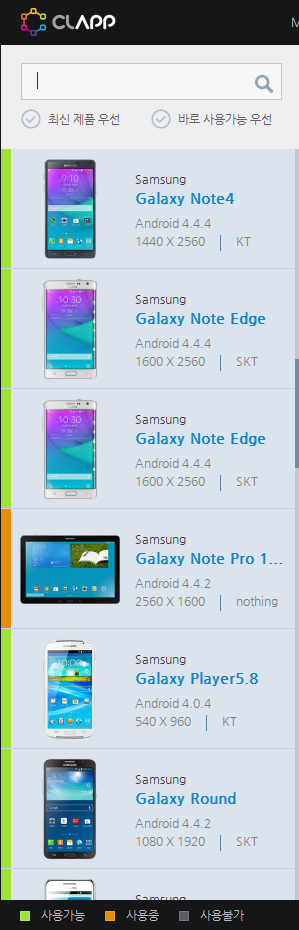 CLAPP
M
최신 제품 우선
바로 사용가능 우선
Samsung
Galaxy Note4
Android 4.4.4
1440 X 2560 | KT
Samsung
Galaxy Note Edge
Android 4.4.4
1600 X 2560 | SKT
Samsung
Galaxy Note Edge
Android 4.4.4
1600 X 2560 | SKT
Samsung
Galaxy Note Pro 1...
Android 4.4.2
2560 X 1600 | nothing
Samsung
Galaxy Player5.8
Android 4.0.4
540 X 960 | KT
Samsung
Galaxy Round
Android 4.4.2
1080 X 1920 | SKT
Samsung
사용가능
사용중
사용불가